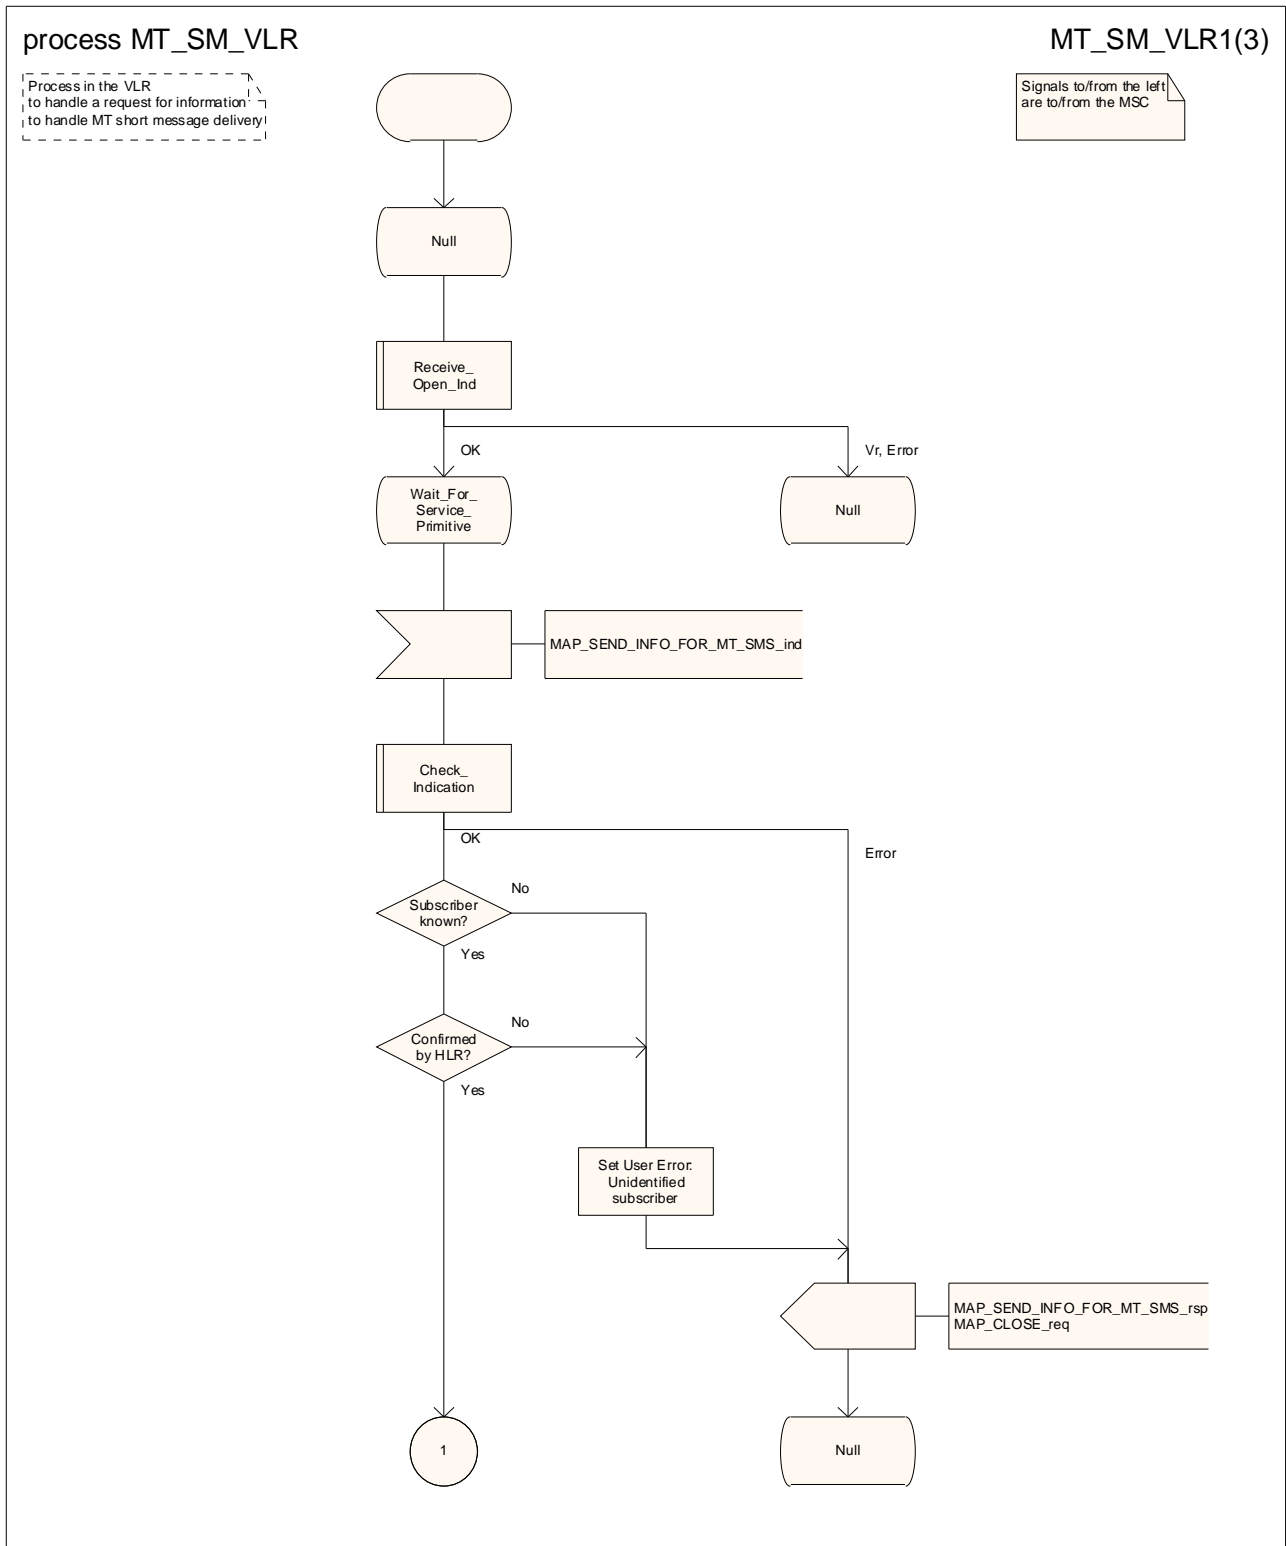 process MT_SM_VLR
MT_SM_VLR1(3)
Process in the VLR
to handle a request for information
to handle MT short message delivery
Signals to/from the left
are to/from the MSC
Null
Receive_
Open_Ind
OK
Vr, Error
Wait_For_
Service_
Primitive
Null
MAP_SEND_INFO_FOR_MT_SMS_ind
Check_
Indication
OK
Error
No
Subscriber
known?
Yes
No
Confirmed
by HLR?
Yes
Set User Error:
Unidentified
subscriber
MAP_SEND_INFO_FOR_MT_SMS_rsp
MAP_CLOSE_req
1
Null